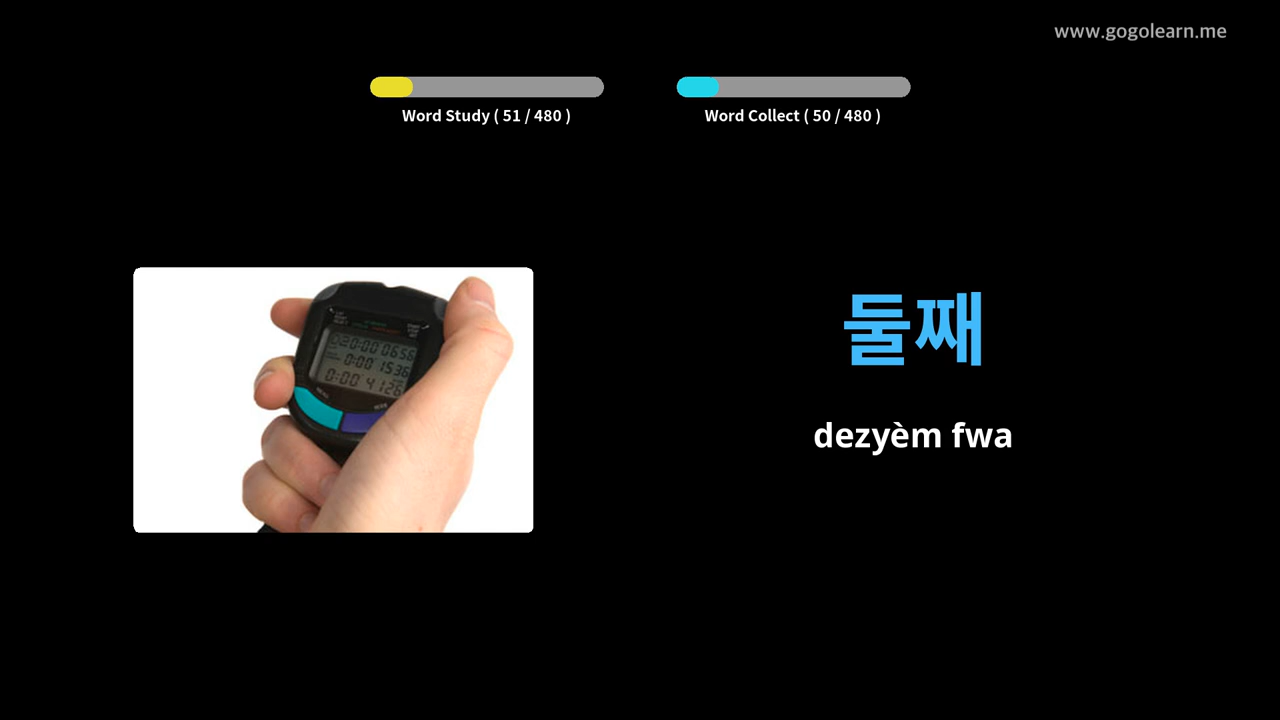 www.gogolearn.me
Word Study ( 51 / 480 )
Word Collect ( 50 / 480 )
둘째
dezyèm fwa